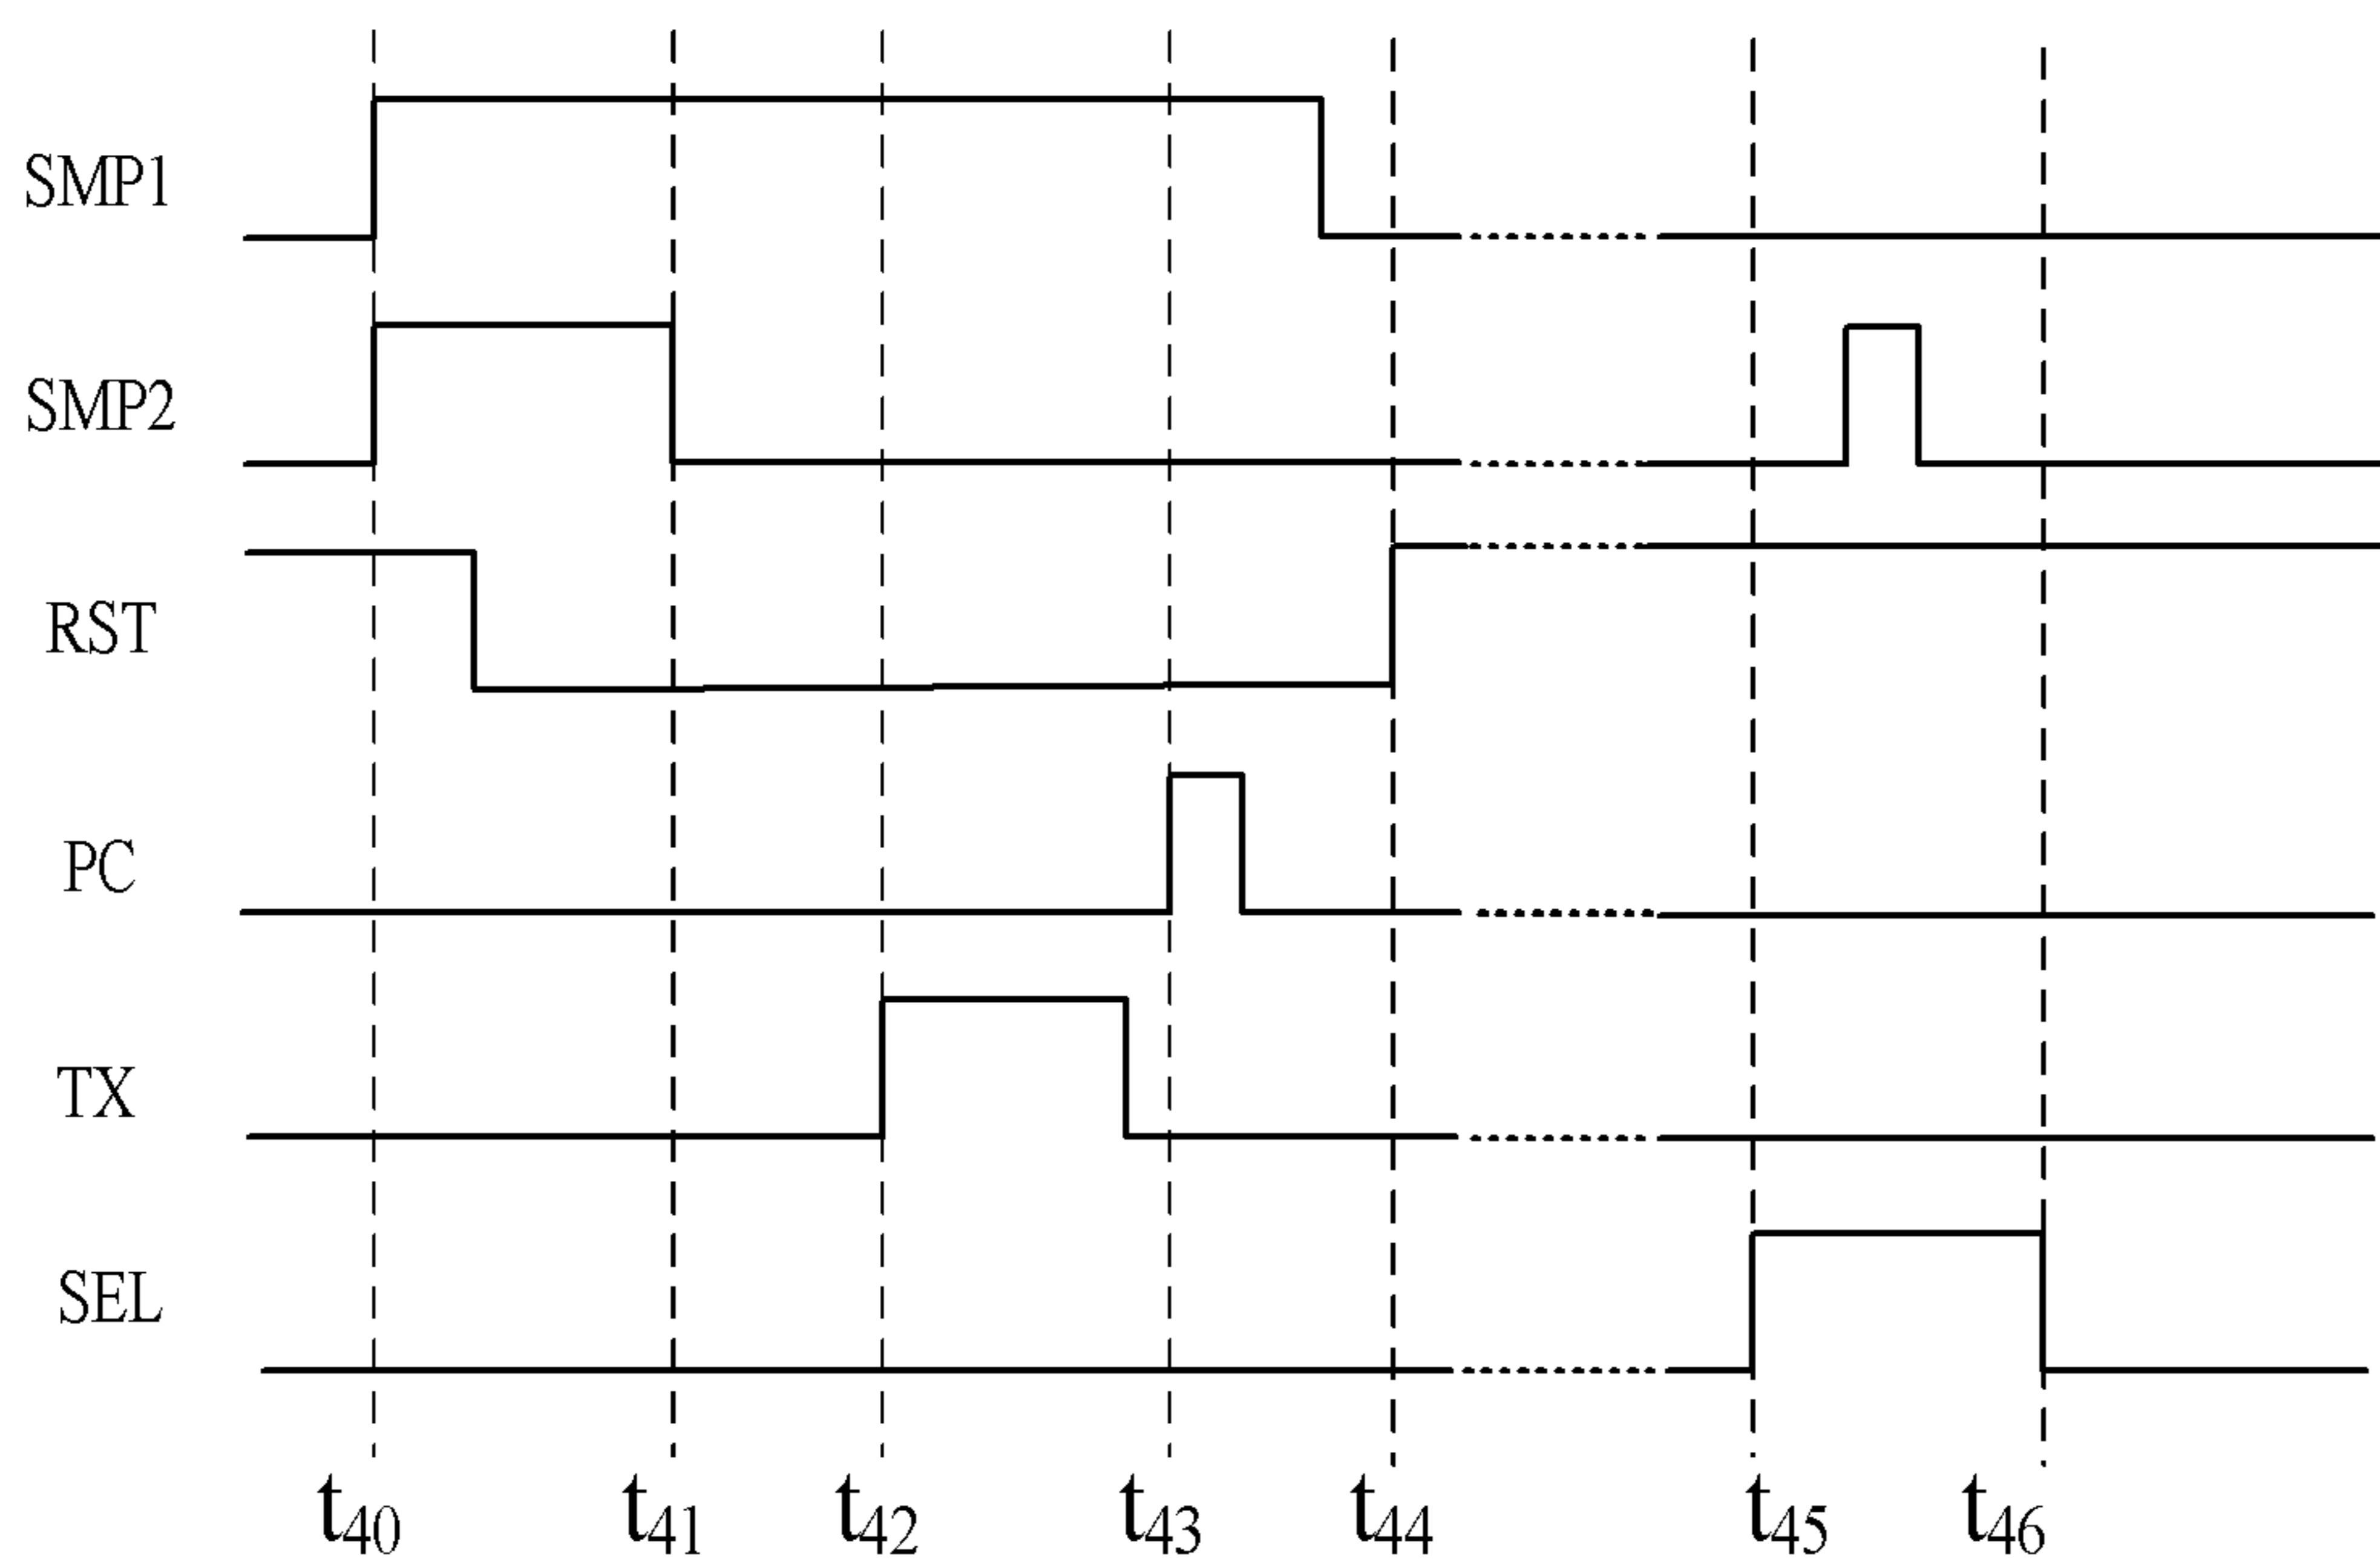 SMP1
SMP2
RST
PC
TX
SEL
t40 t41 t42 t43 t44 t45 t46